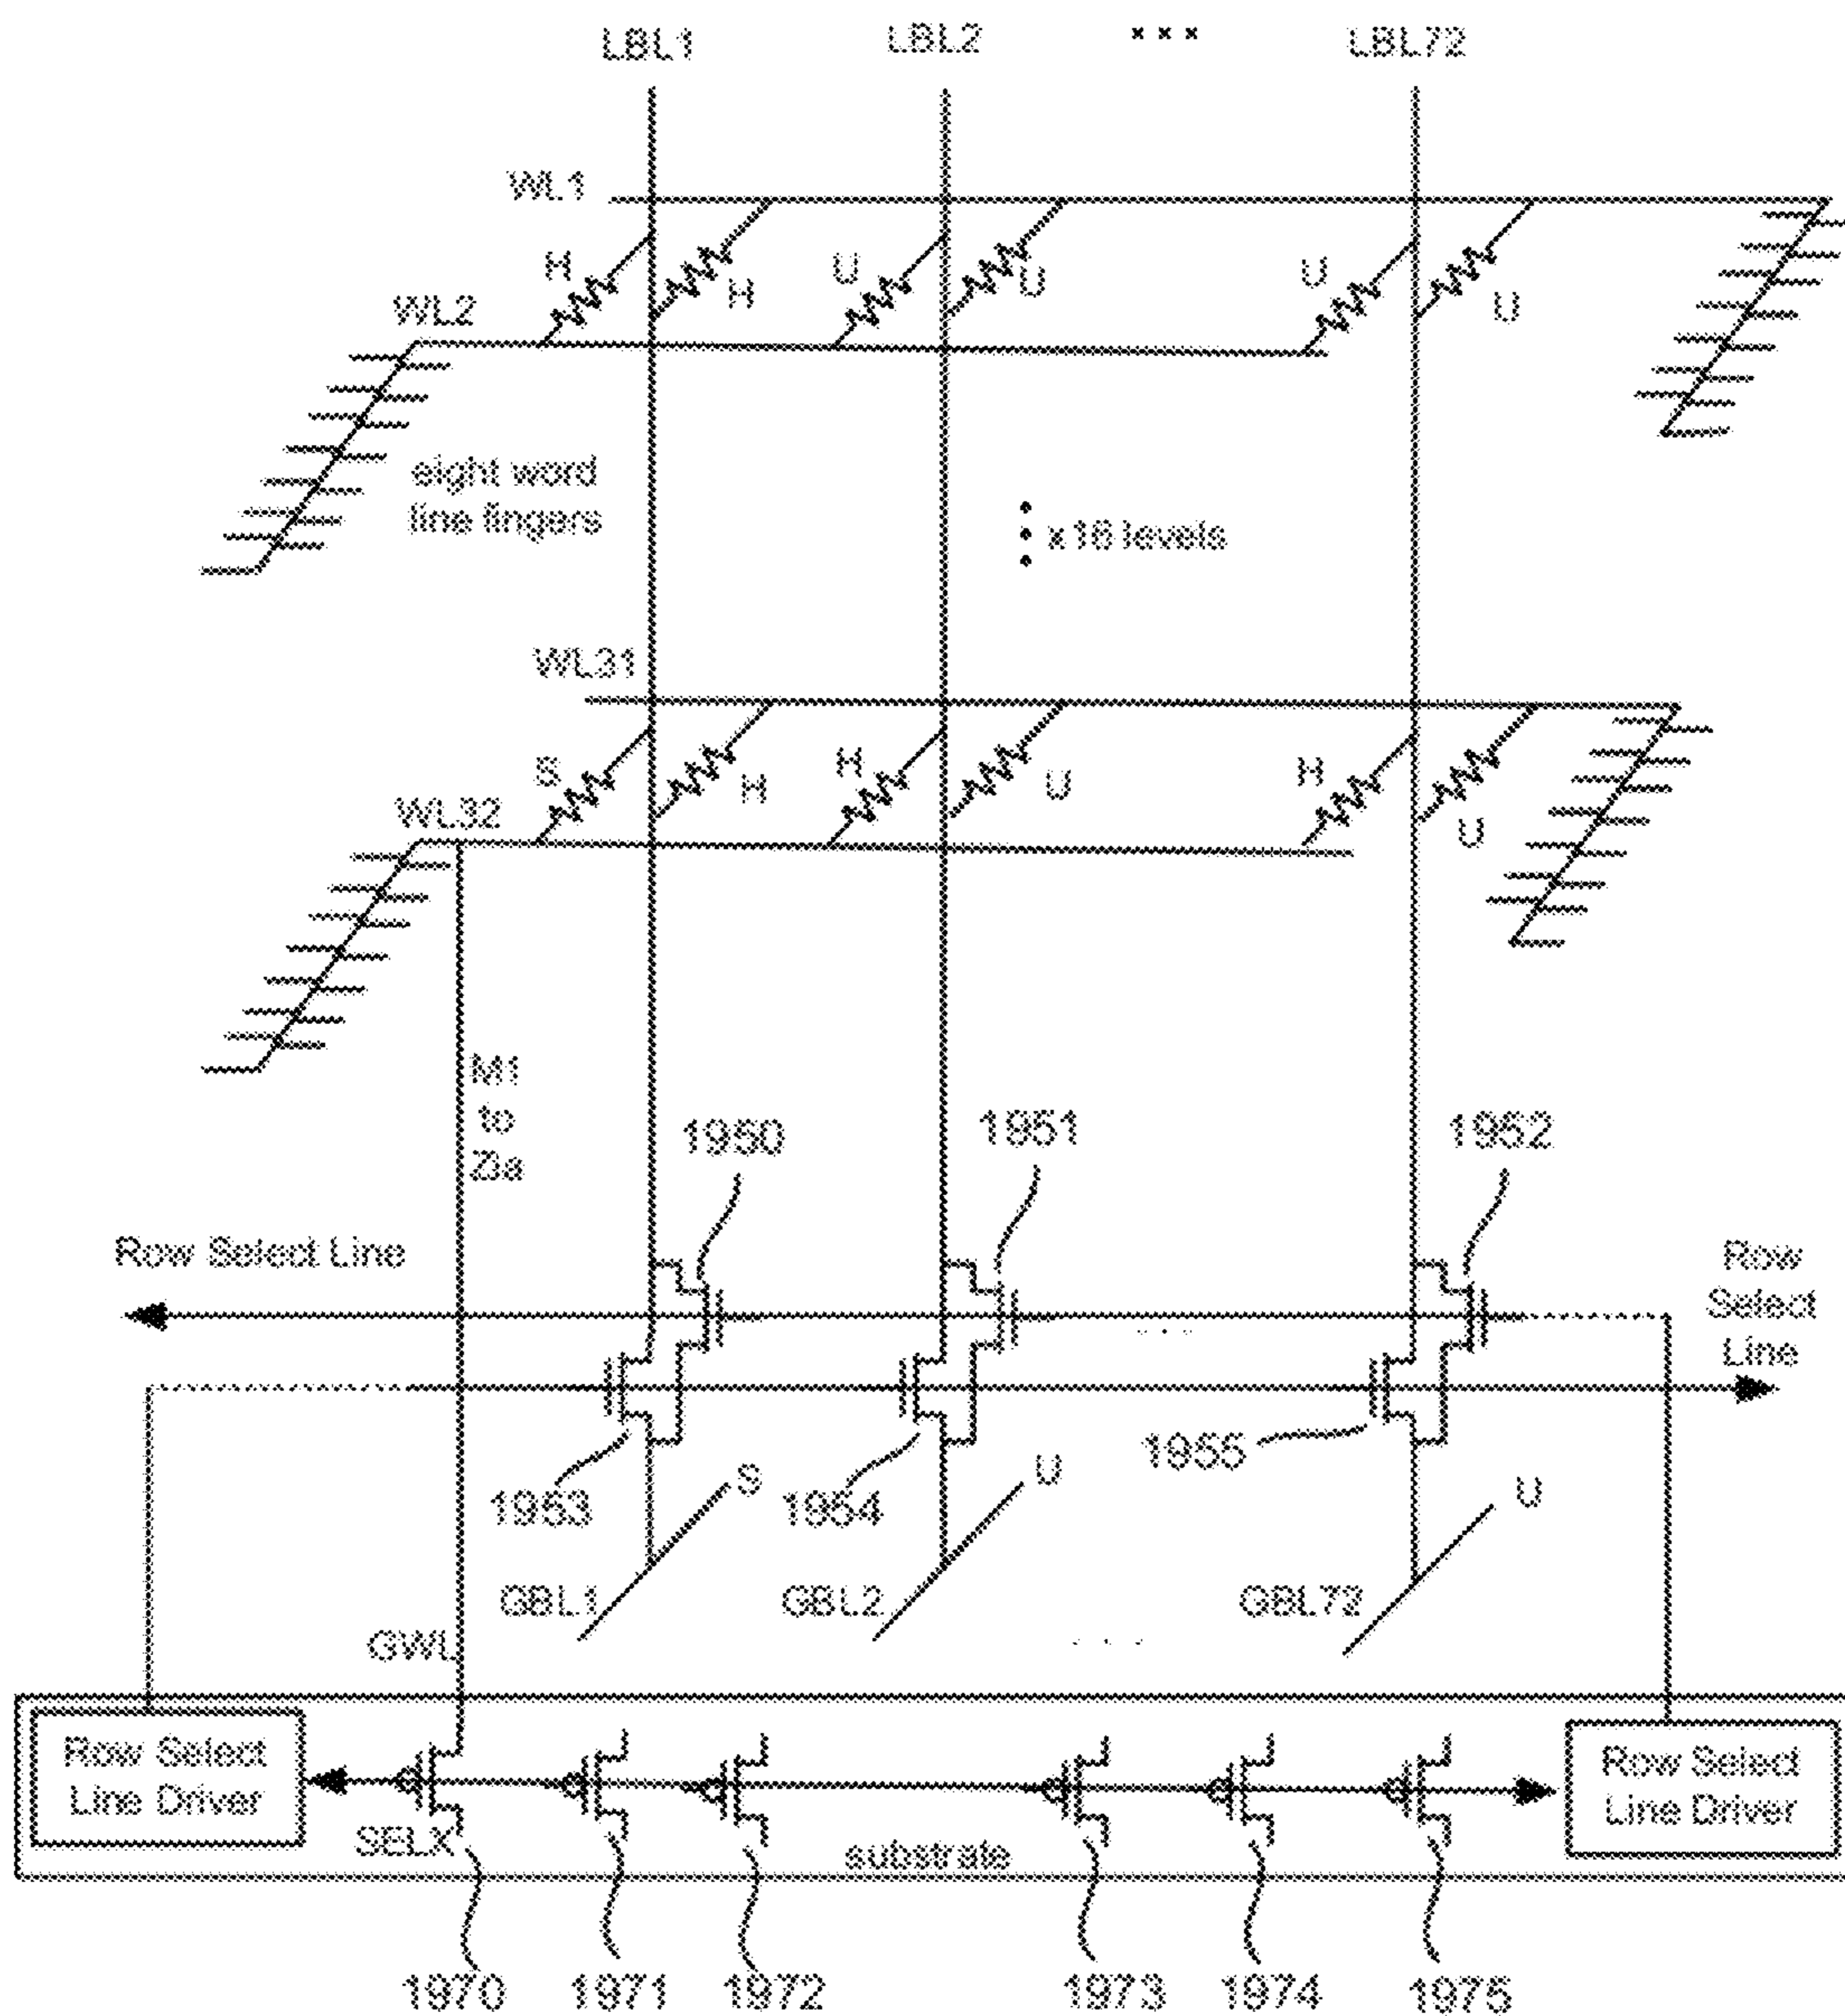 LBL1 LBL2 ... LBL72
WL1
H H U U U U
WL2
eight word
line fingers
x16 levels
WL31
S H H U H U
WL32
M1
to
Zia
1950 1951 1952
Row Select Line
Row
Select
Line
...
1953 1954 1955
S U U
GBL1 GBL2 ... GBL72
GWL
Row Select
Line Driver
Row Select
Line Driver
SELX
substrate
1970 1971 1972 1973 1974 1975